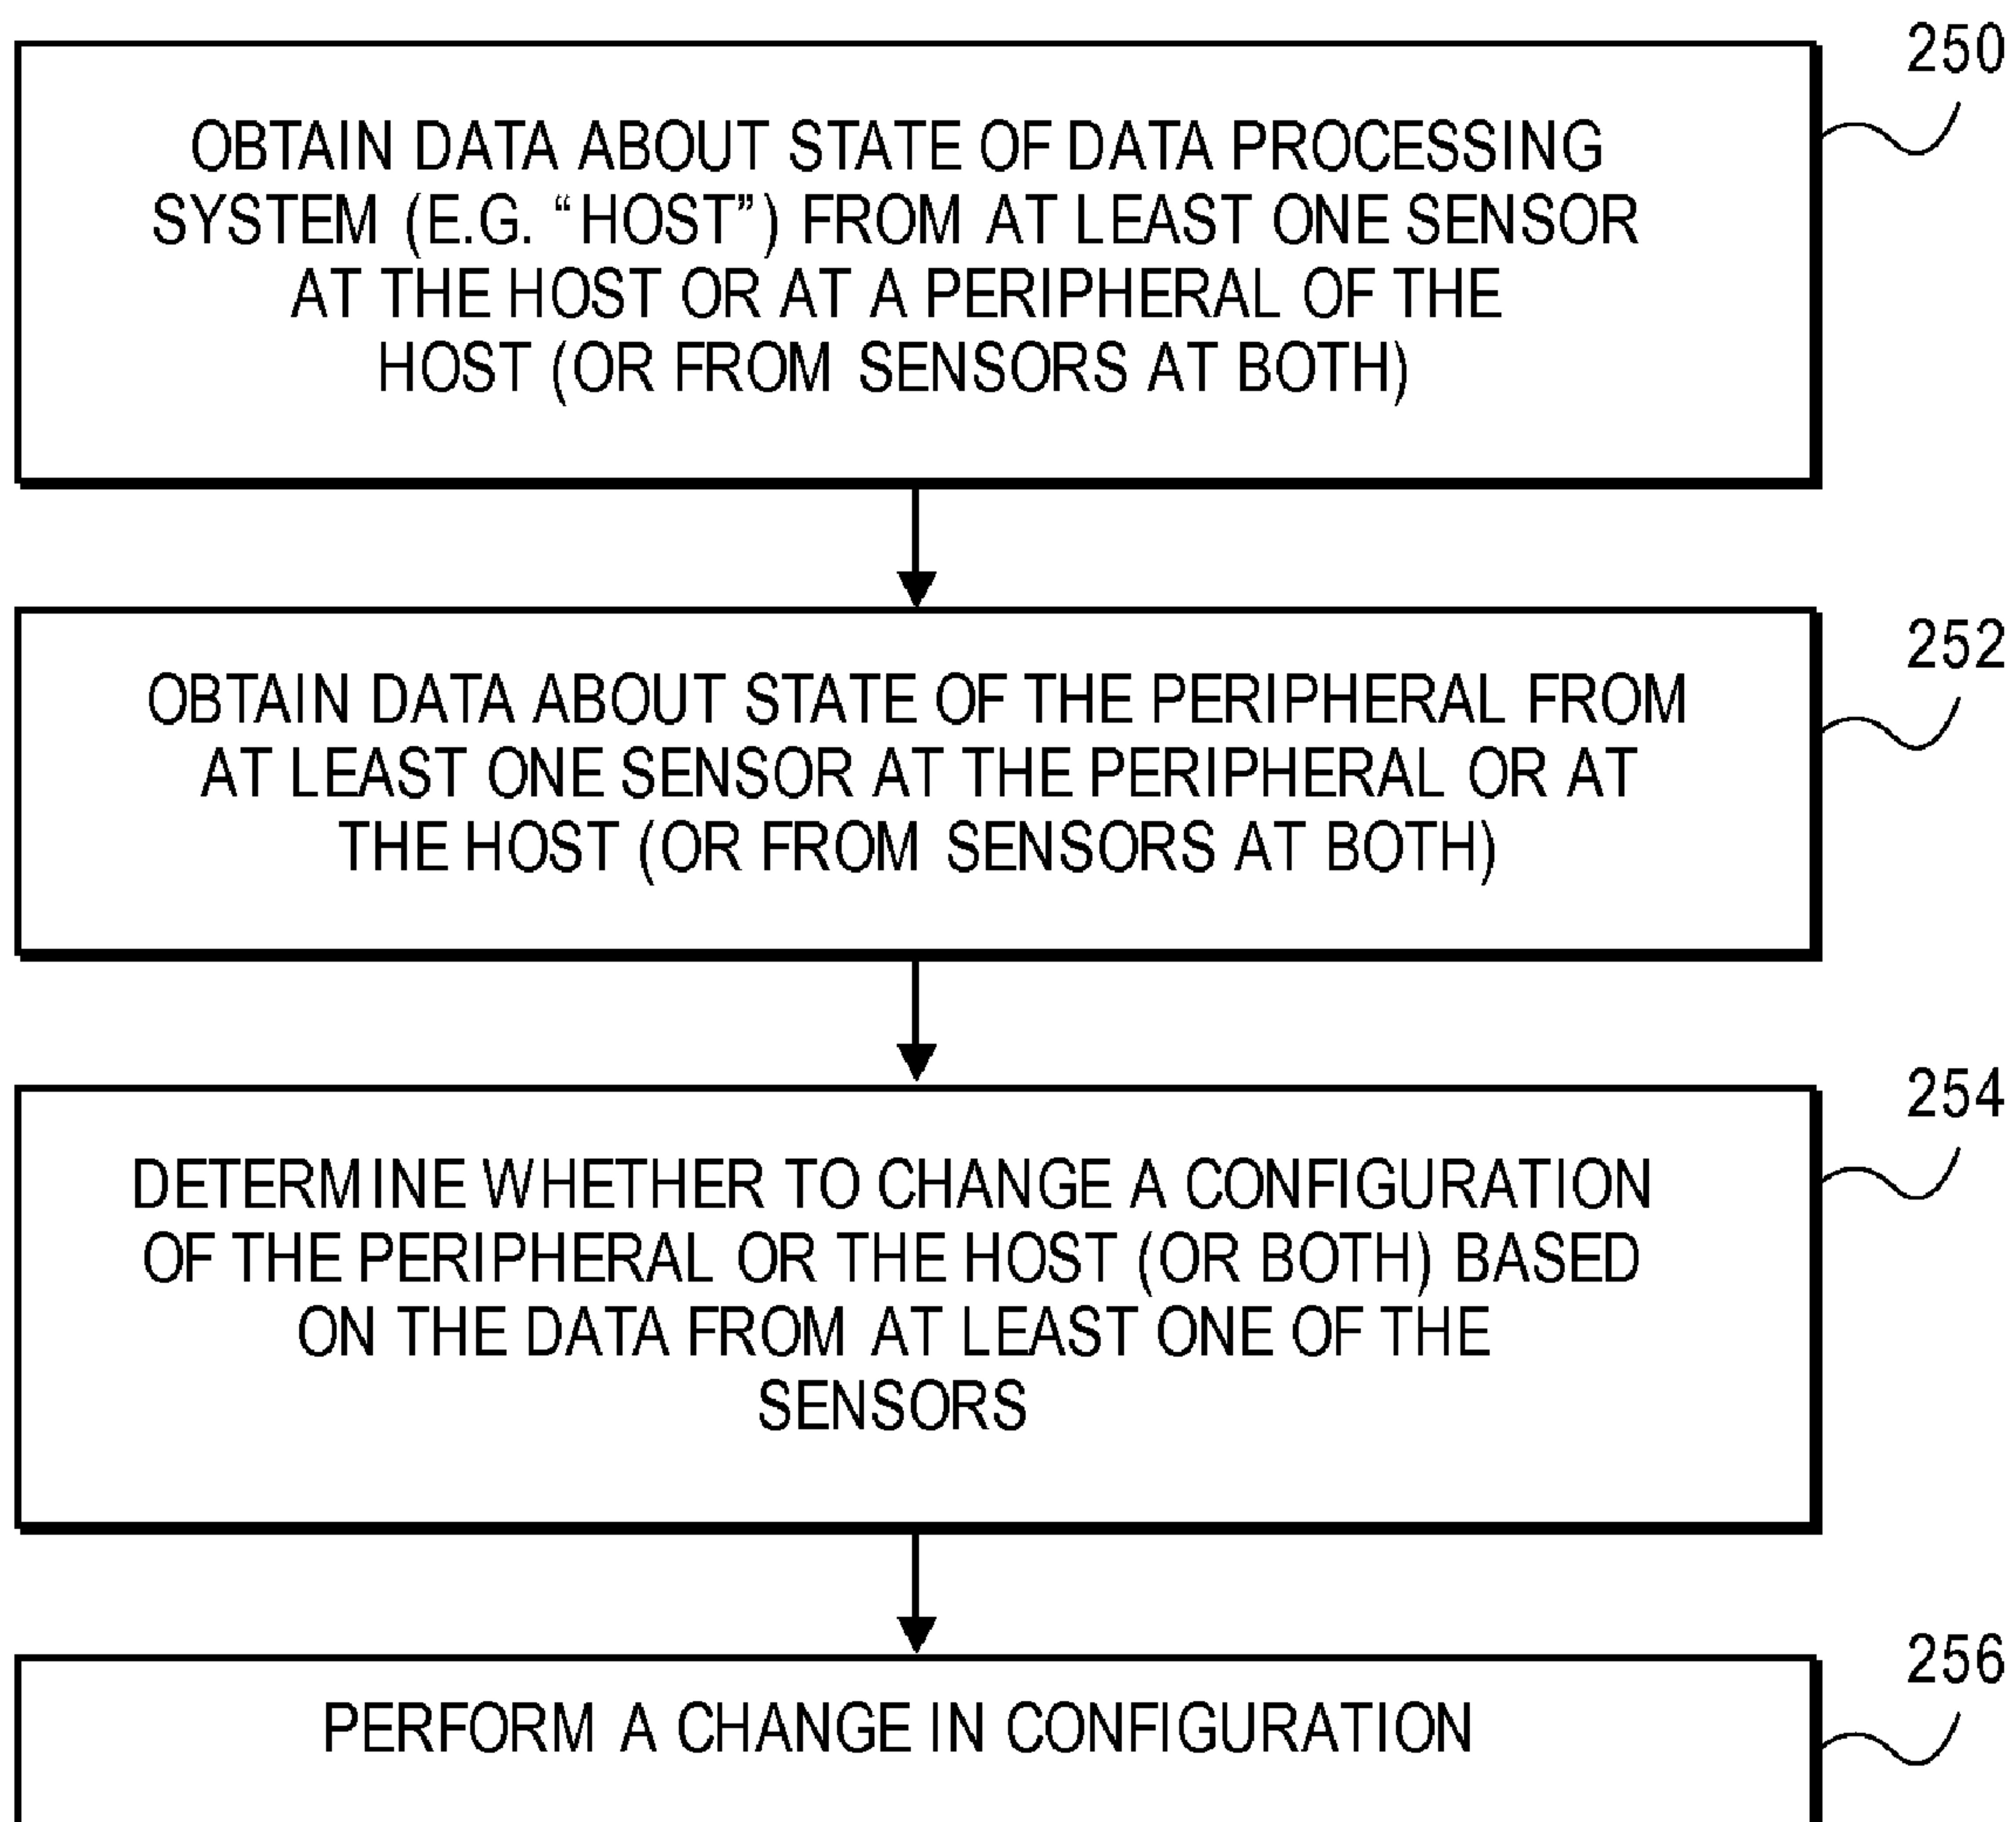 250
OBTAIN DATA ABOUT STATE OF DATA PROCESSING
SYSTEM (E.G. “HOST”) FROM AT LEAST ONE SENSOR
AT THE HOST OR AT A PERIPHERAL OF THE
HOST (OR FROM SENSORS AT BOTH)
252
OBTAIN DATA ABOUT STATE OF THE PERIPHERAL FROM
AT LEAST ONE SENSOR AT THE PERIPHERAL OR AT
THE HOST (OR FROM SENSORS AT BOTH)
254
DETERMINE WHETHER TO CHANGE A CONFIGURATION
OF THE PERIPHERAL OR THE HOST (OR BOTH) BASED
ON THE DATA FROM AT LEAST ONE OF THE
SENSORS
256
PERFORM A CHANGE IN CONFIGURATION